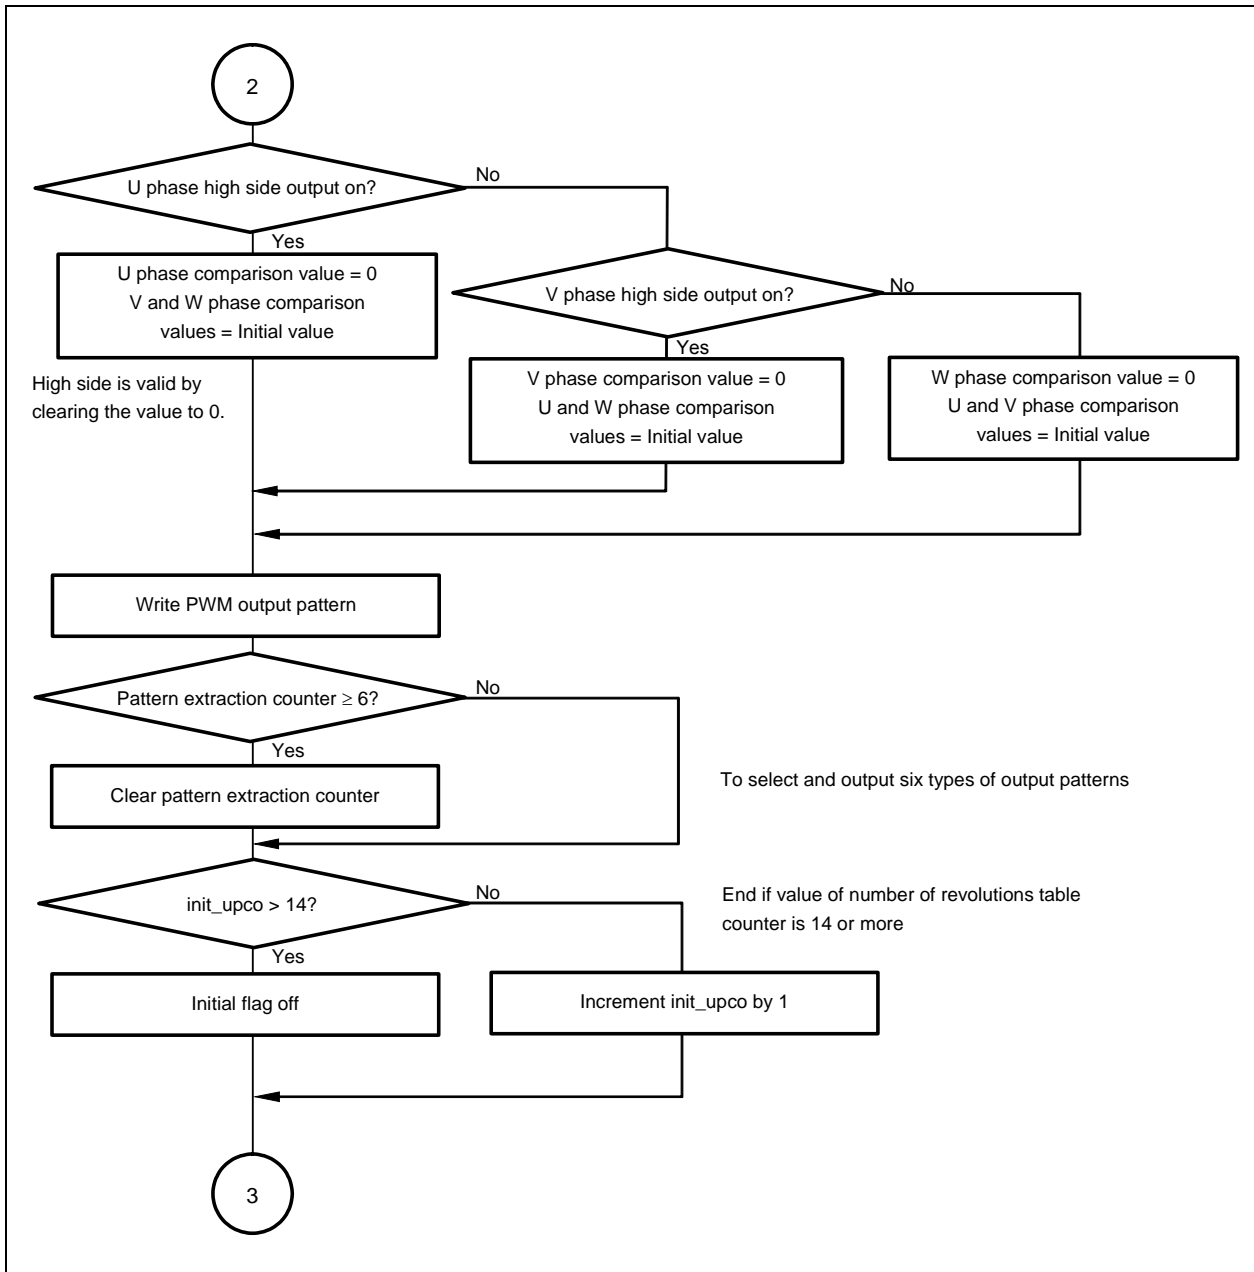 2
U phase high side output on?
No
Yes
U phase comparison value = 0
V and W phase comparison
values = Initial value
V phase high side output on?
No
Yes
High side is valid by
clearing the value to 0.
V phase comparison value = 0
U and W phase comparison
values = Initial value
W phase comparison value = 0
U and V phase comparison
values = Initial value
Write PWM output pattern
Pattern extraction counter ≥ 6?
No
Yes
Clear pattern extraction counter
To select and output six types of output patterns
init_upco > 14?
No
Yes
End if value of number of revolutions table
counter is 14 or more
Initial flag off
Increment init_upco by 1
3